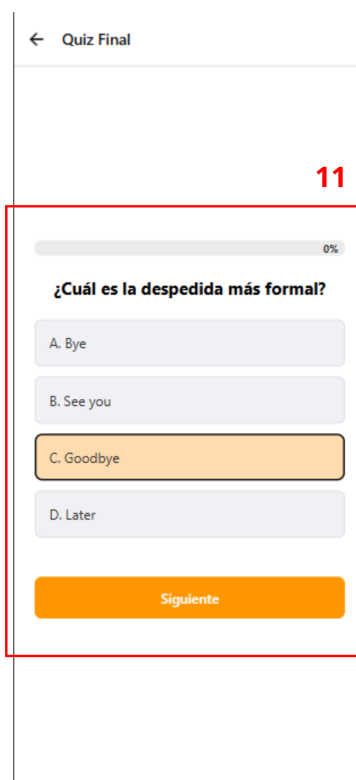 ← Quiz Final
11
0%
¿Cuál es la despedida más formal?
A. Bye
B. See you
C. Goodbye
D. Later
Siguiente